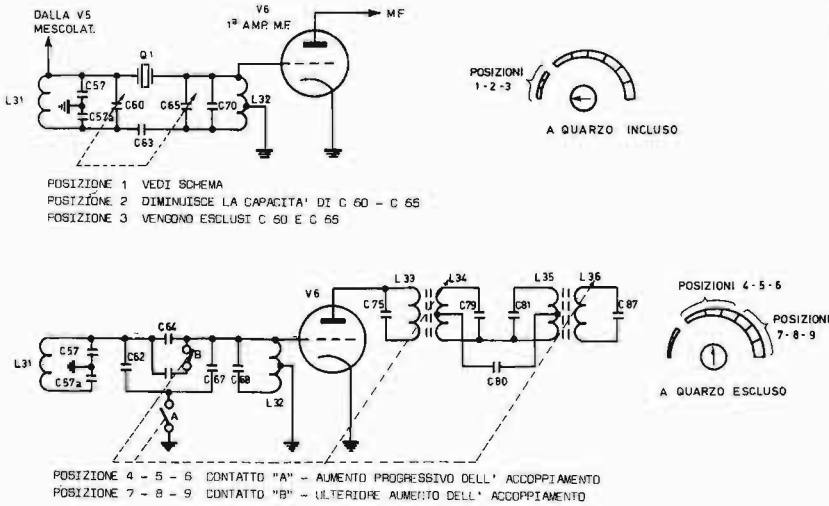 DALLA V5
MESCOLAT.
V6
1ª AMP. M.F.
MF
Q1
L31
C57
C57a
C60
C65
C70
L32
C63
POSIZIONI
1-2-3
A QUARZO INCLUSO
POSIZIONE 1 VEDI SCHEMA
POSIZIONE 2 DIMINUISCE LA CAPACITA' DI C 60 - C 65
POSIZIONE 3 VENGONO ESCLUSI C 60 E C 65
V6
L33
L34
L35
L36
C75
C79
C81
C87
C80
L31
C57
C57a
C62
C64
B
C67
C68
L32
A
POSIZIONI 4-5-6
POSIZIONI
7-8-9
A QUARZO ESCLUSO
POSIZIONE 4 - 5 - 6 CONTATTO "A" - AUMENTO PROGRESSIVO DELL' ACCOPPIAMENTO
POSIZIONE 7 - 8 - 9 CONTATTO "B" - ULTERIORE AUMENTO DELL' ACCOPPIAMENTO